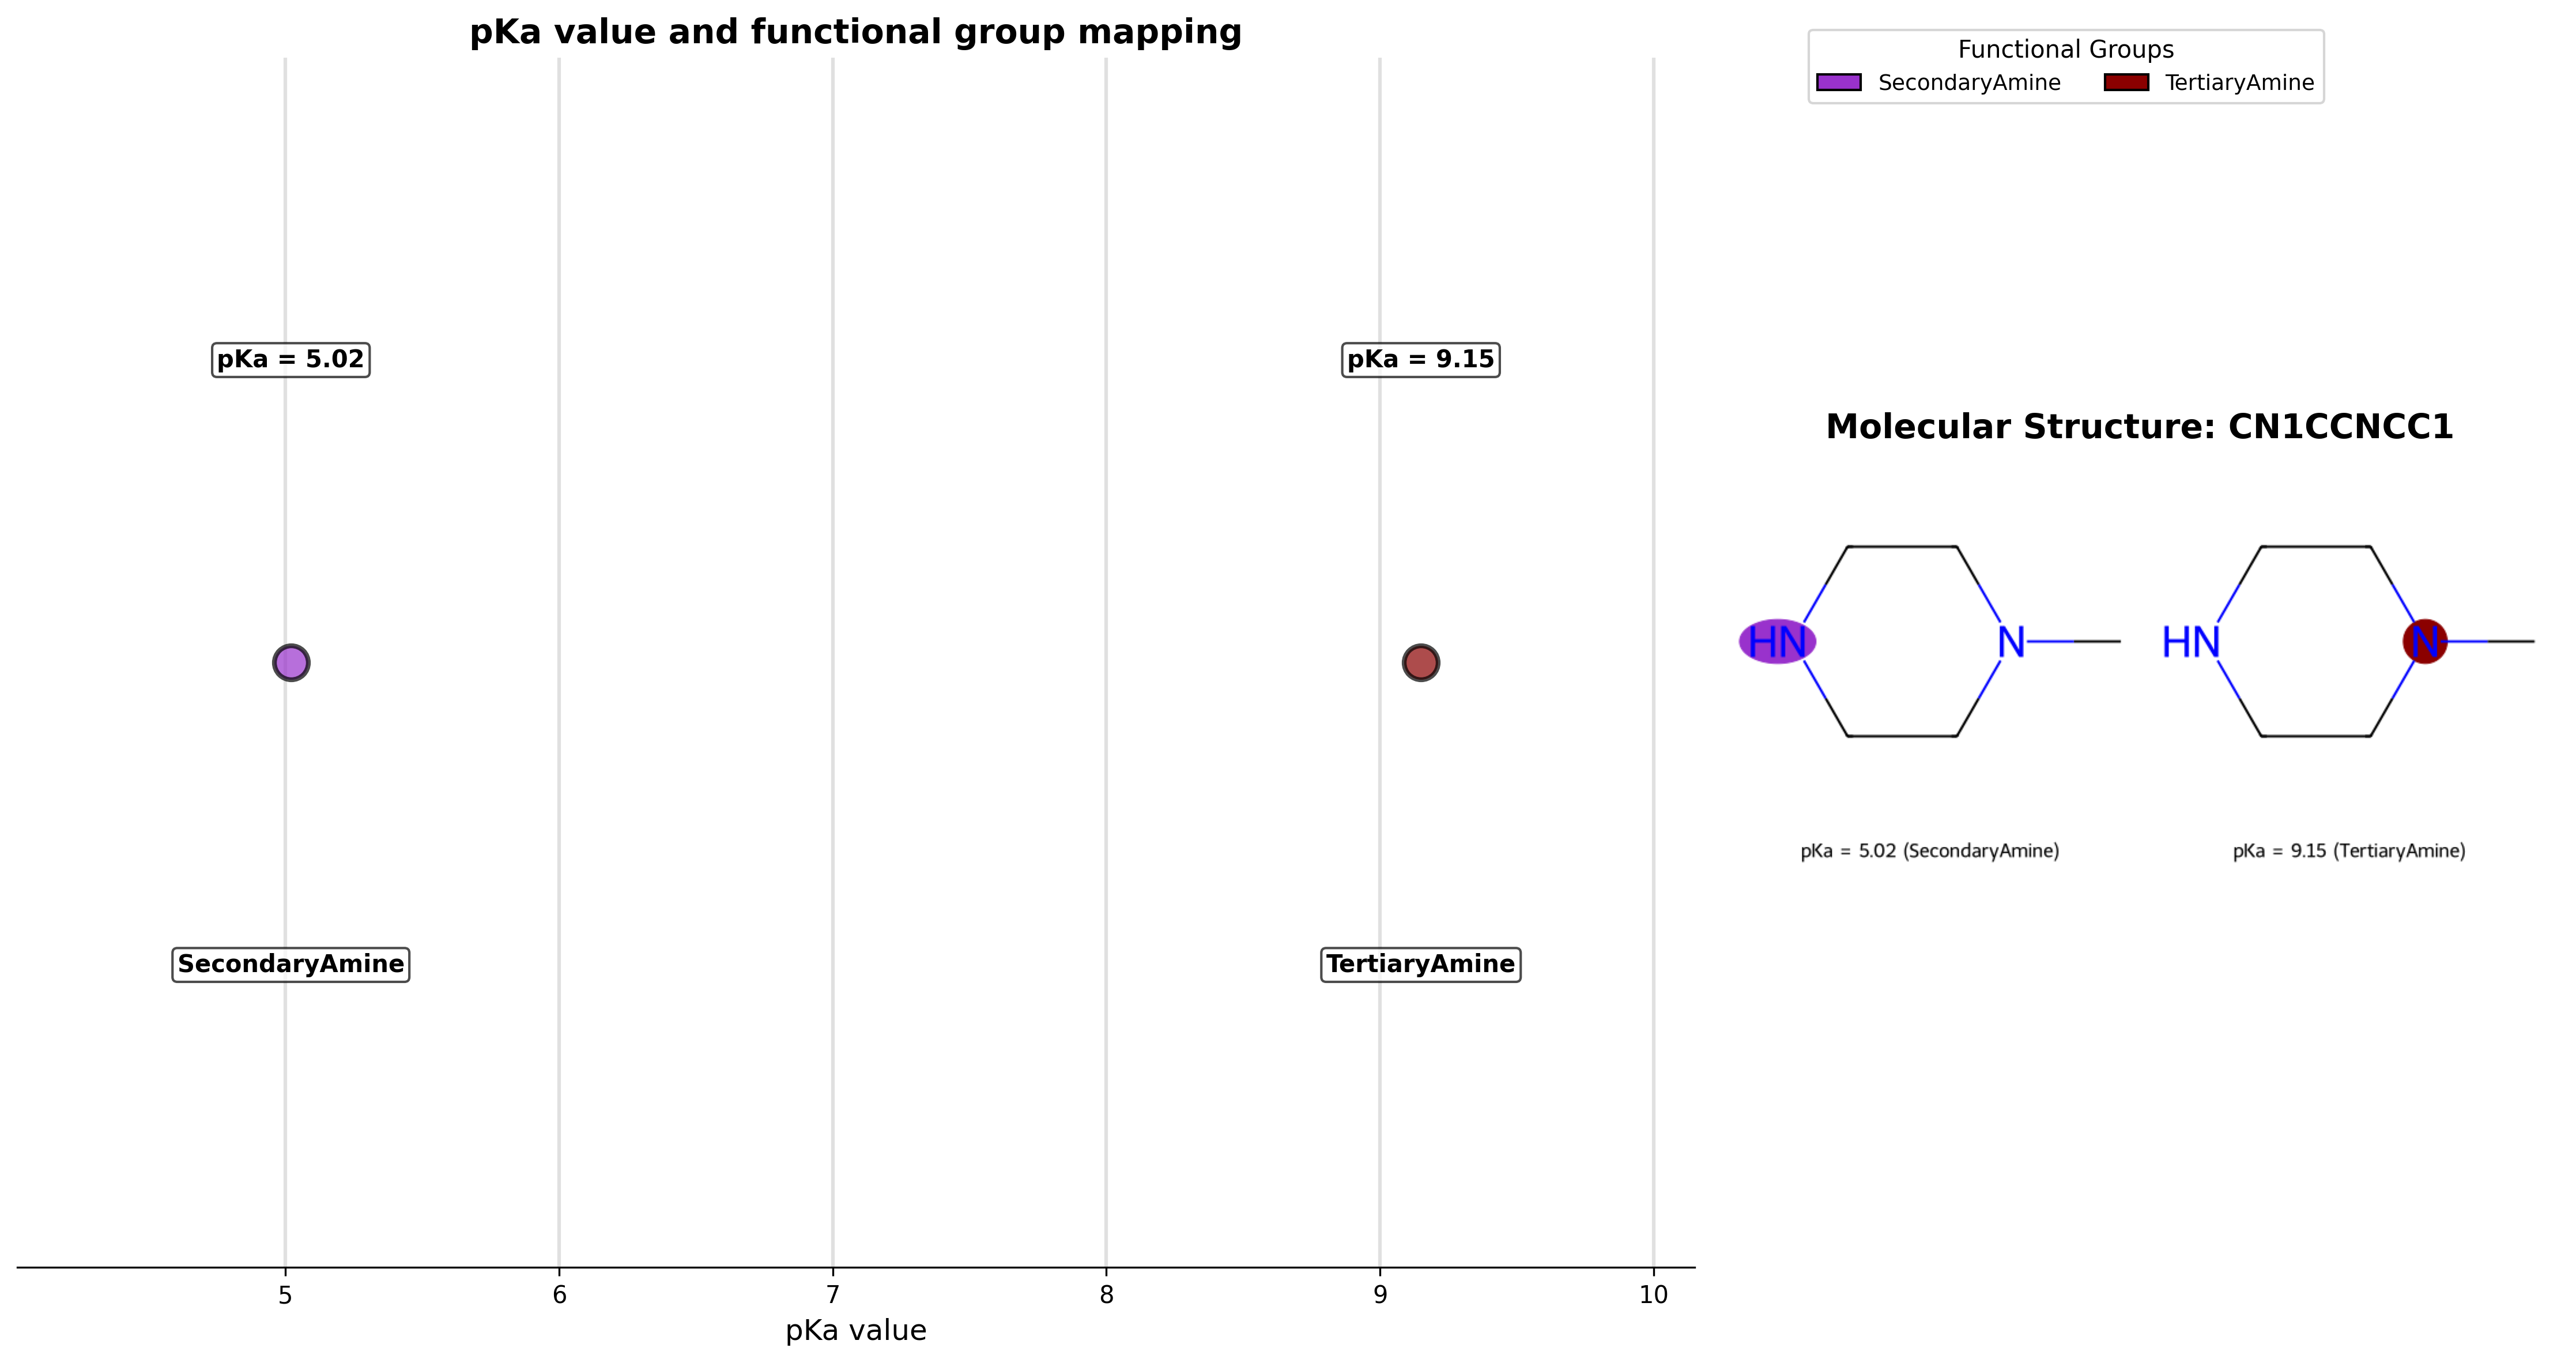 pKa value and functional group mapping
Functional Groups
SecondaryAmine TertiaryAmine
pKa = 5.02 pKa = 9.15
Molecular Structure: CN1CCNCC1
HN N HN N
pKa = 5.02 (SecondaryAmine) pKa = 9.15 (TertiaryAmine)
SecondaryAmine TertiaryAmine
5 6 7 8 9 10
pKa value